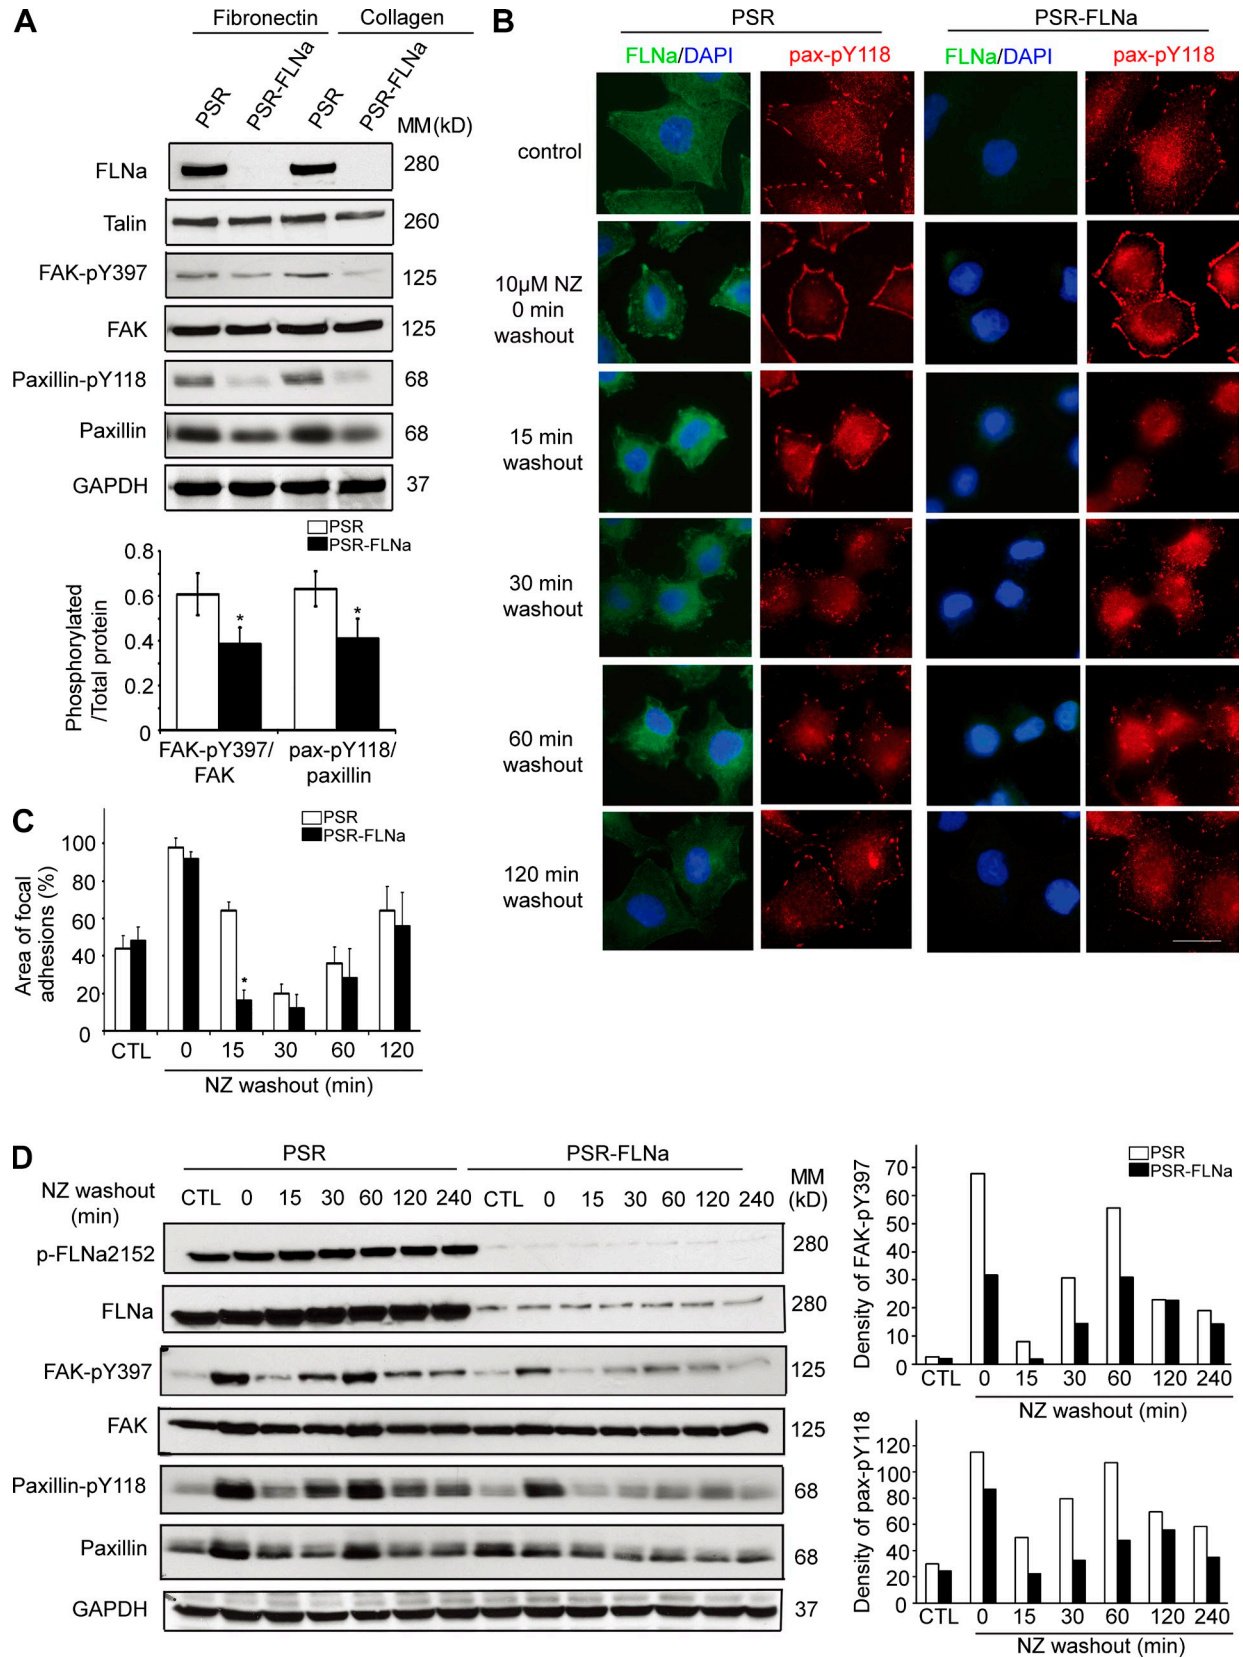 A
Fibronectin Collagen
PSR PSR-FLNa PSR PSR-FLNa
MM(kD)
FLNa 280
Talin 260
FAK-pY397 125
FAK 125
Paxillin-pY118 68
Paxillin 68
GAPDH 37
PSR
PSR-FLNa
Phosphorylated
/Total protein
0.8
0.6
0.4
0.2
0
FAK-pY397/
FAK
pax-pY118/
paxillin
* *
B
PSR PSR-FLNa
FLNa/DAPI pax-pY118 FLNa/DAPI pax-pY118
control
10µM NZ
0 min
washout
15 min
washout
30 min
washout
60 min
washout
120 min
washout
C
PSR
PSR-FLNa
Area of focal
adhesions (%)
100
80
60
40
20
0
*
CTL 0 15 30 60 120
NZ washout (min)
D
PSR PSR-FLNa
NZ washout
(min)
CTL 0 15 30 60 120 240 CTL 0 15 30 60 120 240
MM
(kD)
p-FLNa2152 280
FLNa 280
FAK-pY397 125
FAK 125
Paxillin-pY118 68
Paxillin 68
GAPDH 37
PSR
PSR-FLNa
Density of FAK-pY397
70
60
50
40
30
20
10
0
CTL 0 15 30 60 120 240
NZ washout (min)
Density of pax-pY118
120
100
80
60
40
20
0
CTL 0 15 30 60 120 240
NZ washout (min)